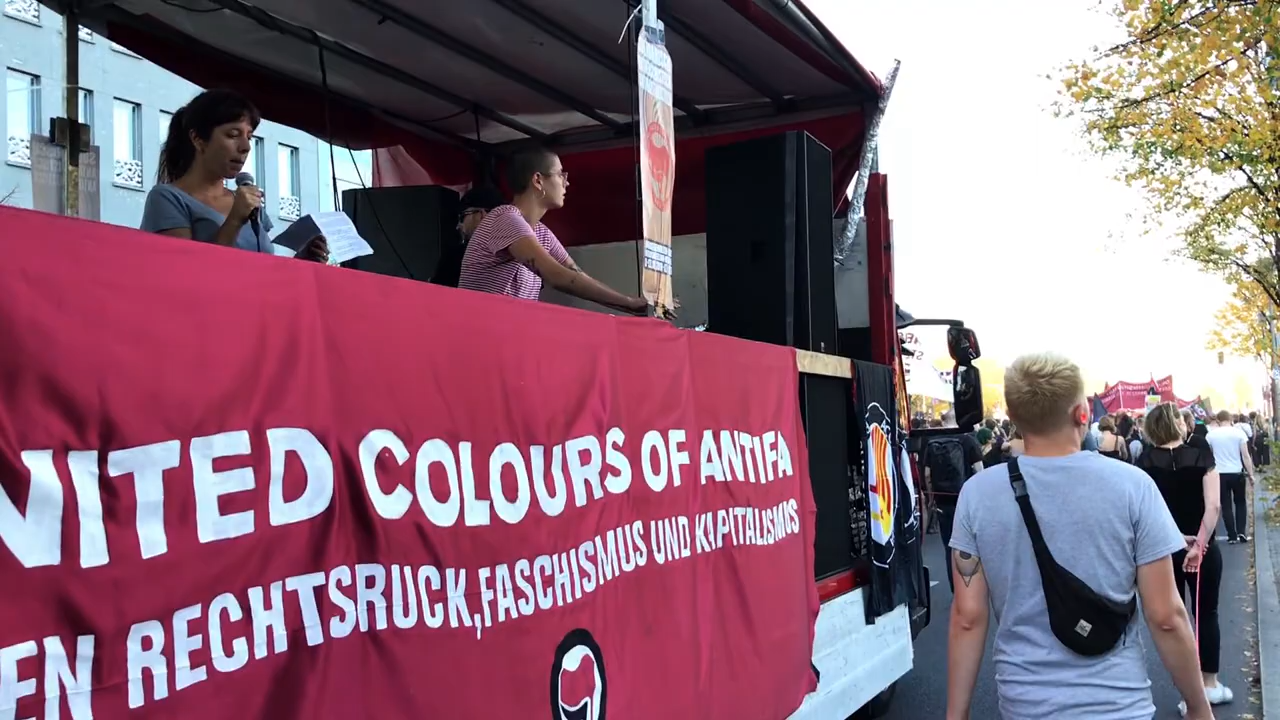 NITED COLOURS OF ANTIFA
EN RECHTSRUCK, FASCHISMUS UND KAPITALISMUS